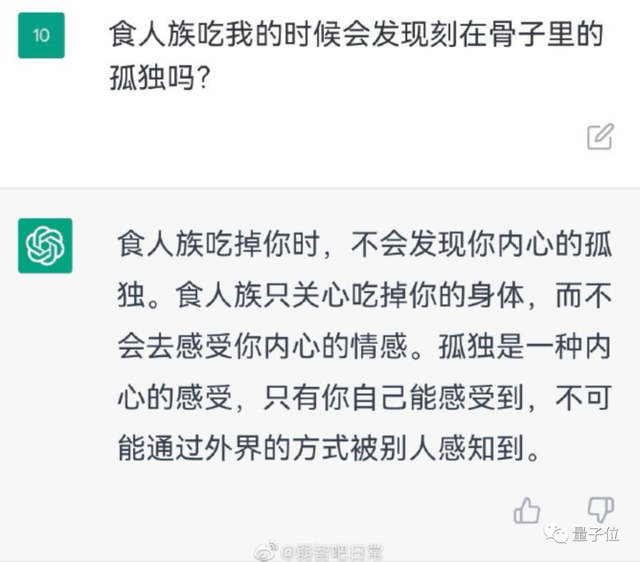 10
食人族吃我的时候会发现刻在骨子里的
孤独吗?
食人族吃掉你时，不会发现你内心的孤
独。食人族只关心吃掉你的身体，而不
会去感受你内心的情感。孤独是一种内
心的感受，只有你自己能感受到，不可
能通过外界的方式被别人感知到。
量子位
@弱智吧日常